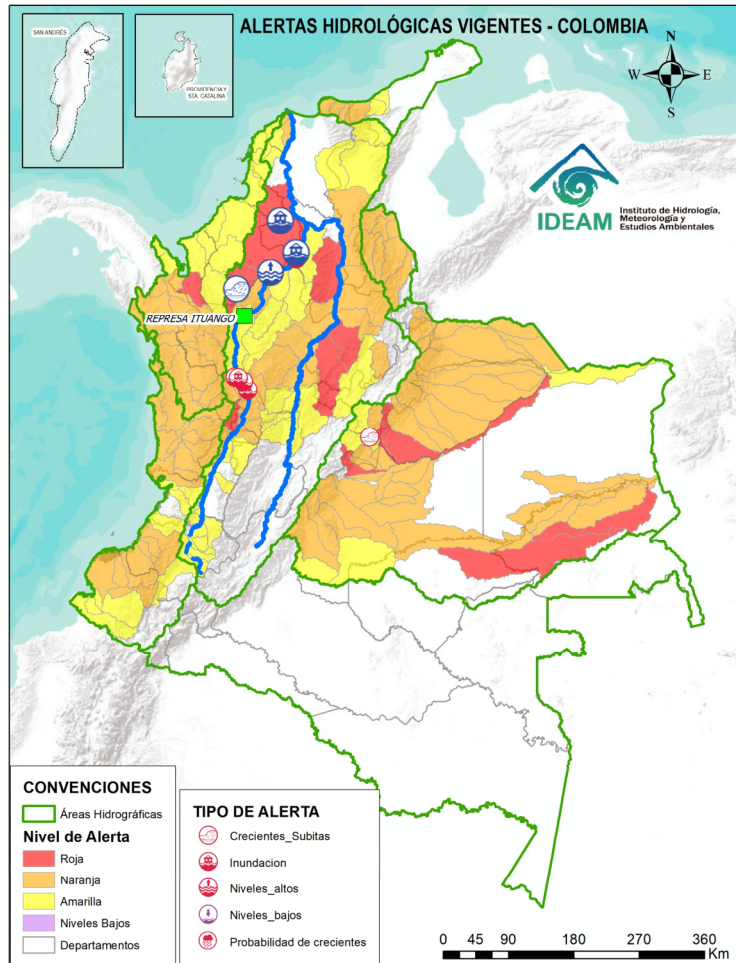 ALERTAS HIDROLÓGICAS VIGENTES - COLOMBIA
SAN ANDRÉS
PROVIDENCIA Y
STA. CATALINA
N
W
E
S
IDEAM
Instituto de Hidrología,
Meteorología y
Estudios Ambientales
REPRESA ITUANGO
CONVENCIONES
Áreas Hidrográficas
Nivel de Alerta
Roja
Naranja
Amarilla
Niveles Bajos
Departamentos
TIPO DE ALERTA
Crecientes_Subitas
Inundacion
Niveles_altos
Niveles_bajos
Probabilidad de crecientes
0 45 90 180 270 360
Km